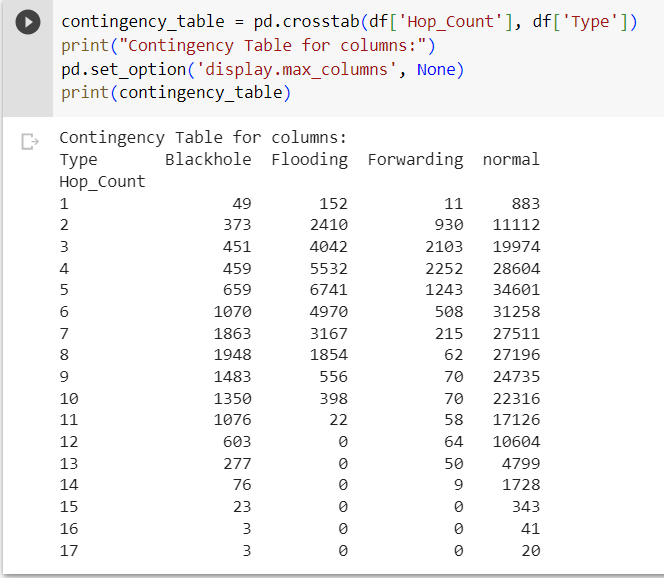 contingency_table = pd.crosstab(df['Hop_Count'], df['Type'])
print("Contingency Table for columns:")
pd.set_option('display.max_columns', None)
print(contingency_table)
Contingency Table for columns:
Type Blackhole Flooding Forwarding normal
Hop_Count
1 49 152 11 883
2 373 2410 930 11112
3 451 4042 2103 19974
4 459 5532 2252 28604
5 659 6741 1243 34601
6 1070 4970 508 31258
7 1863 3167 215 27511
8 1948 1854 62 27196
9 1483 556 70 24735
10 1350 398 70 22316
11 1076 22 58 17126
12 603 0 64 10604
13 277 0 50 4799
14 76 0 9 1728
15 23 0 0 343
16 3 0 0 41
17 3 0 0 20